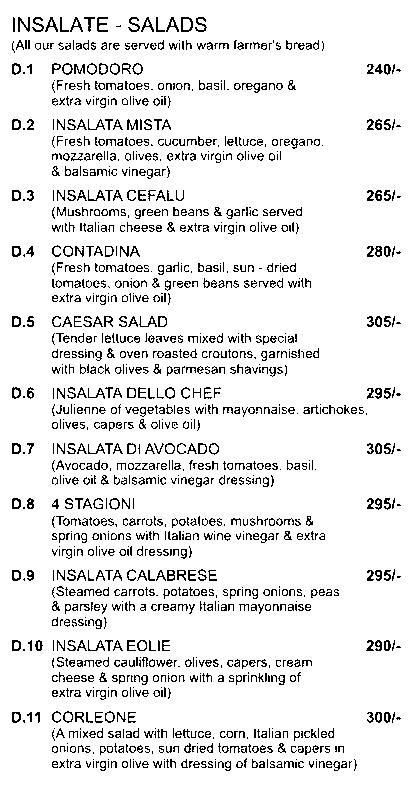 INSALATE - SALADS
(All our salads are served with warm farmer's bread)
D.1 POMODORO 240/-
(Fresh tomatoes, onion, basil, oregano &
extra virgin olive oil)
D.2 INSALATA MISTA 265/-
(Fresh tomatoes, cucumber, lettuce, oregano,
mozzarella, olives, extra virgin olive oil
& balsamic vinegar)
D.3 INSALATA CEFALU 265/-
(Mushrooms, green beans & garlic served
with Italian cheese & extra virgin olive oil)
D.4 CONTADINA 280/-
(Fresh tomatoes, garlic, basil, sun - dried
tomatoes, onion & green beans served with
extra virgin olive oil)
D.5 CAESAR SALAD 305/-
(Tender lettuce leaves mixed with special
dressing & oven roasted croutons, garnished
with black olives & parmesan shavings)
D.6 INSALATA DELLO CHEF 295/-
(Julienne of vegetables with mayonnaise, artichokes,
olives, capers & olive oil)
D.7 INSALATA DI AVOCADO 305/-
(Avocado, mozzarella, fresh tomatoes, basil,
olive oil & balsamic vinegar dressing)
D.8 4 STAGIONI 295/-
(Tomatoes, carrots, potatoes, mushrooms &
spring onions with Italian wine vinegar & extra
virgin olive oil dressing)
D.9 INSALATA CALABRESE 295/-
(Steamed carrots, potatoes, spring onions, peas
& parsley with a creamy Italian mayonnaise
dressing)
D.10 INSALATA EOLIE 290/-
(Steamed cauliflower, olives, capers, cream
cheese & spring onion with a sprinkling of
extra virgin olive oil)
D.11 CORLEONE 300/-
(A mixed salad with lettuce, corn, Italian pickled
onions, potatoes, sun dried tomatoes & capers in
extra virgin olive with dressing of balsamic vinegar)